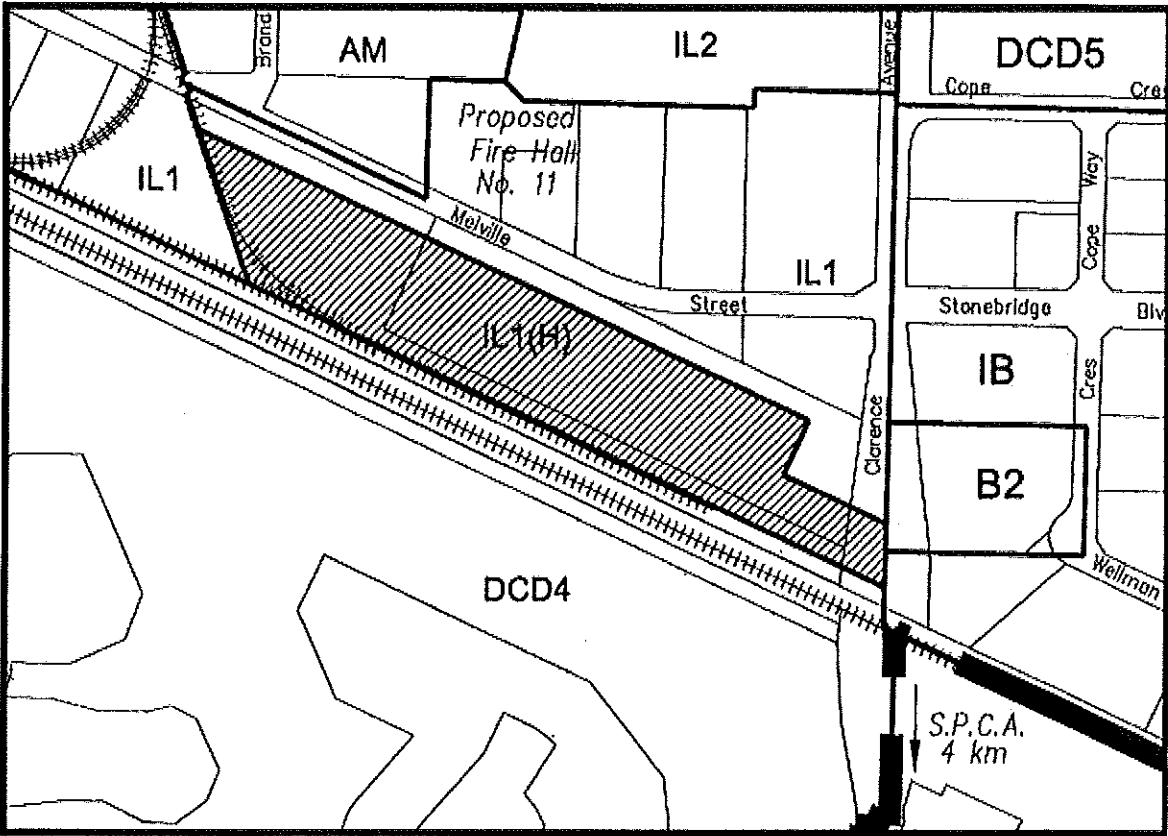 Brand
AM
IL2
Avenue
DCD5
Cope
Cres
Proposed
Fire Hall
No. 11
Way
Cope
IL1
Melville
IL1
Street
Stonebridge
Blv
IL1(H)
IB
Cres
Clarence
B2
Wellman
DCD4
S.P.C.A.
4 km